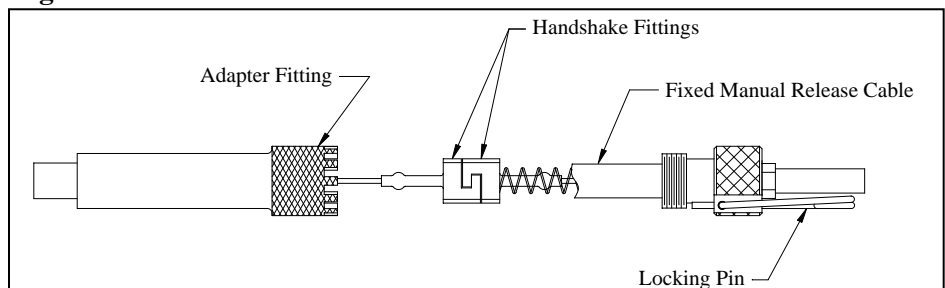 Handshake Fittings
Adapter Fitting
Fixed Manual Release Cable
Locking Pin